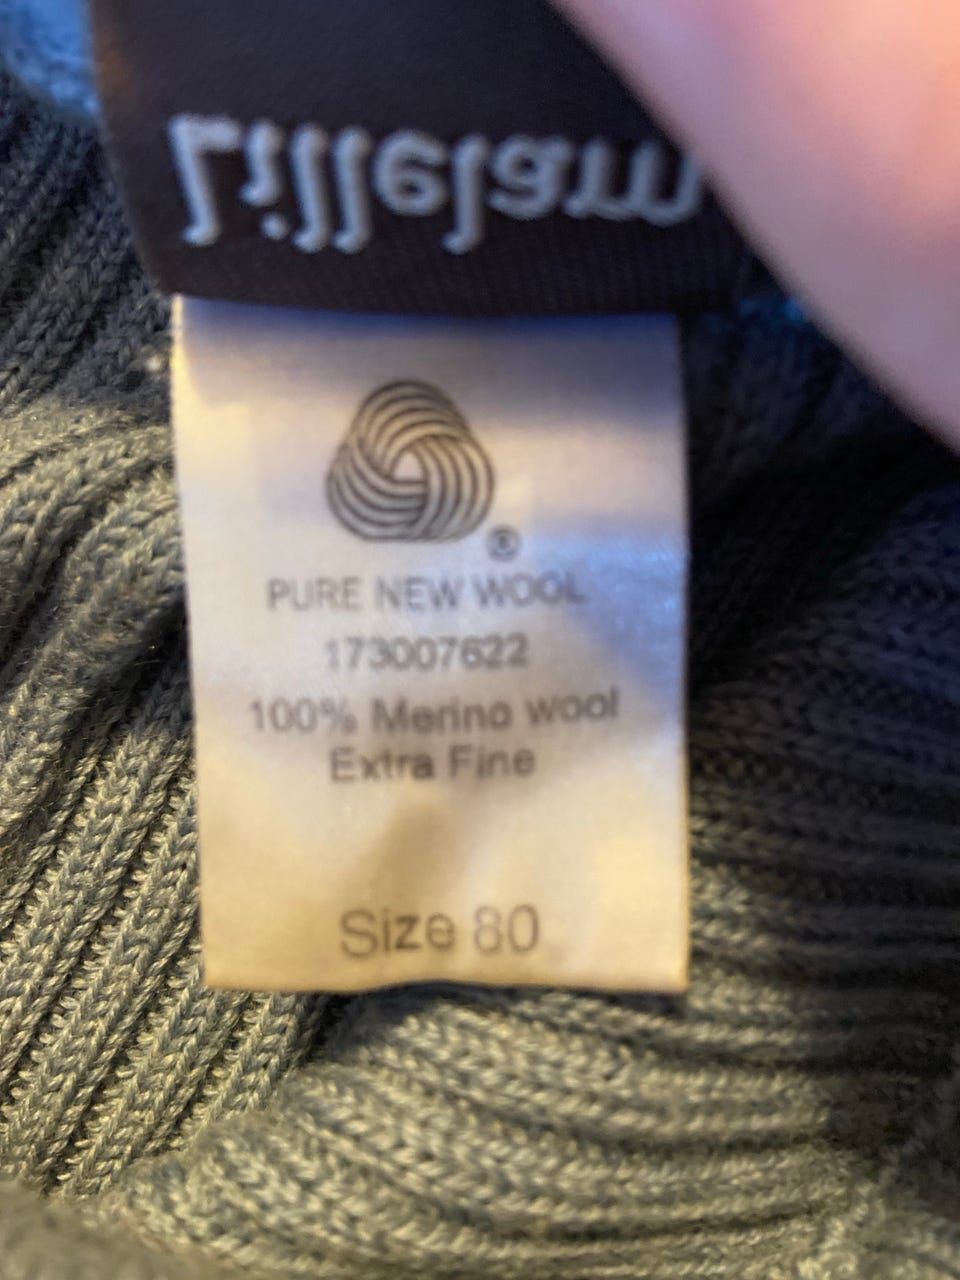 Lillelam
®
PURE NEW WOOL
173007622
100% Merino wool
Extra Fine
Size 80